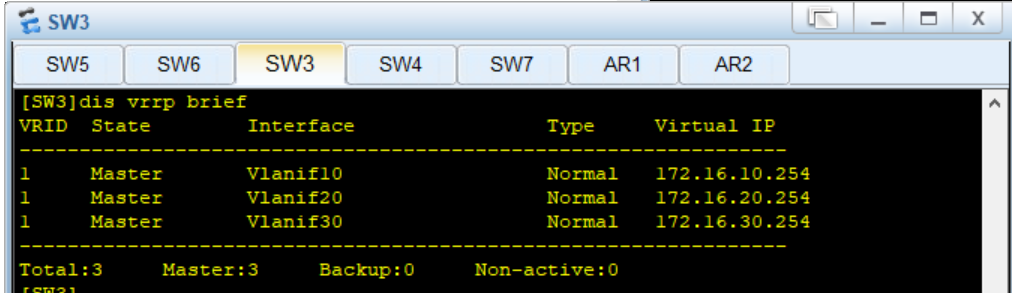 SW3
SW5 SW6 SW3 SW4 SW7 AR1 AR2
[SW3]dis vrrp brief
VRID  State        Interface                Type     Virtual IP
----------------------------------------------------------------
1     Master       Vlanif10                 Normal   172.16.10.254
1     Master       Vlanif20                 Normal   172.16.20.254
1     Master       Vlanif30                 Normal   172.16.30.254
----------------------------------------------------------------
Total:3     Master:3     Backup:0     Non-active:0
[SW3]